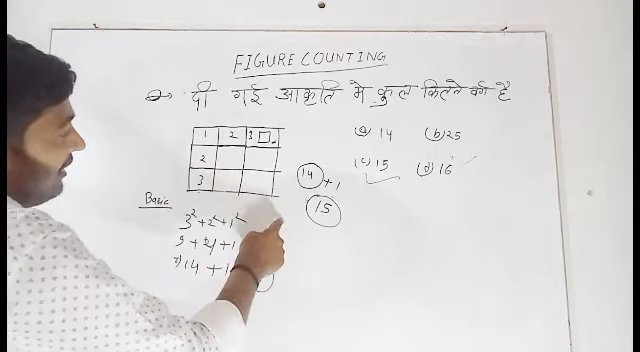 FIGURE COUNTING
दी गई आकृति मे कुल कितने वर्ग है
1 2 3
2
3
(a) 14 (b) 25
(c) 15 (d) 16
14 + 1
15
Basic
3² + 2² + 1²
9 + 4 + 1
14 + 1